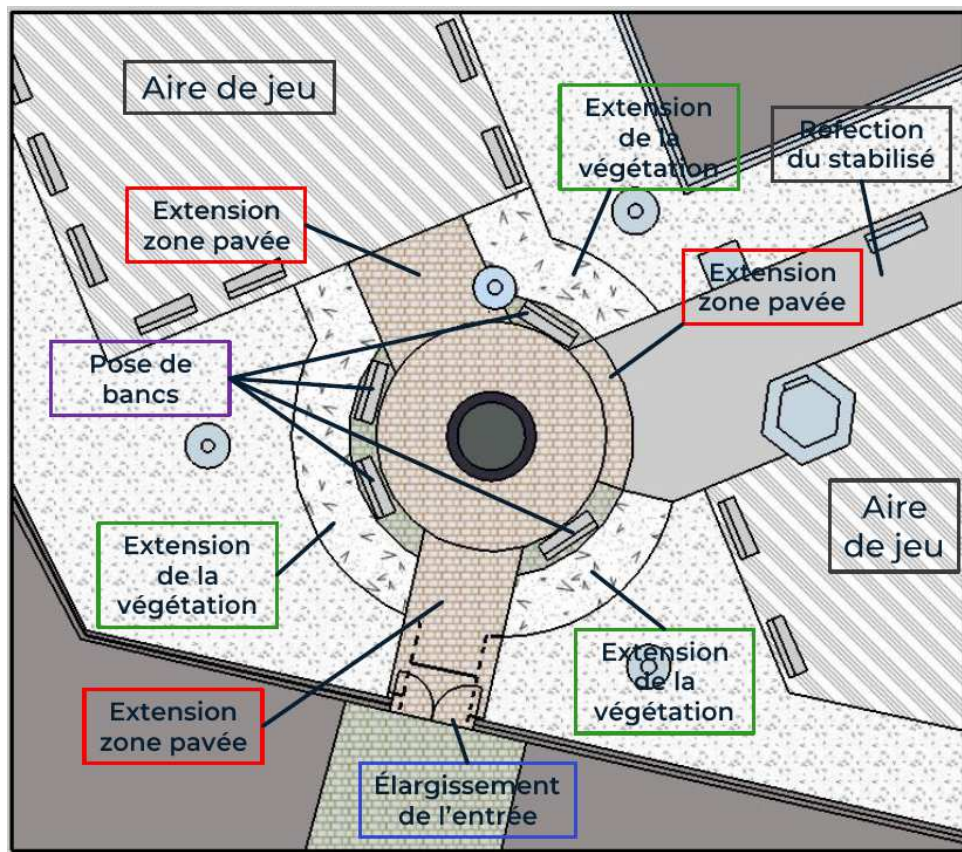 Aire de jeu
Extension
de la
végétation
Réfection
du stabilisé
Extension
zone pavée
Extension
zone pavée
Pose de
bancs
Aire
de jeu
Extension
de la
végétation
Extension
de la
végétation
Extension
zone pavée
Élargissement
de l'entrée